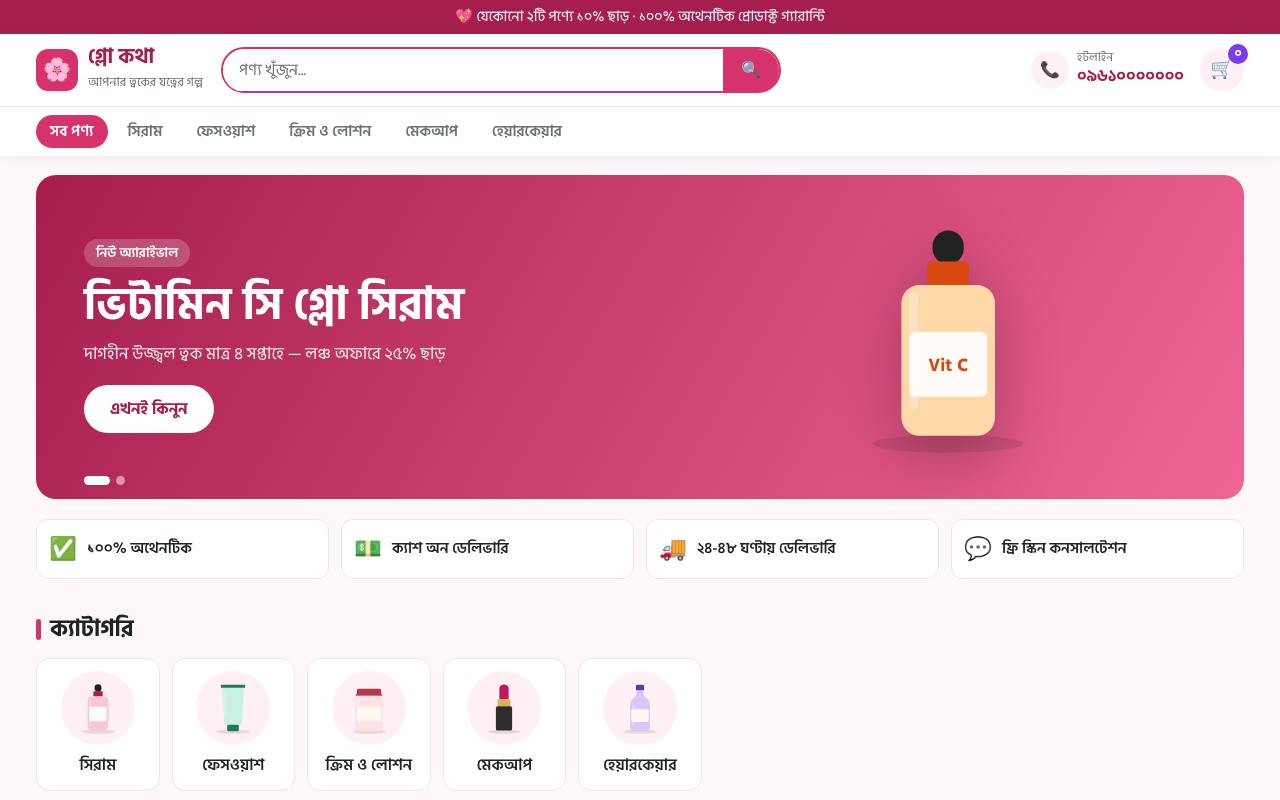 💖 যেকোনো ২টি পণ্যে ১০% ছাড় · ১০০% অথেনটিক প্রোডাক্ট গ্যারান্টি
গ্লো কথা
আপনার ত্বকের যত্নের গল্প
পণ্য খুঁজুন...
হটলাইন
০৯৬১০০০০০০০
০
সব পণ্য
সিরাম
ফেসওয়াশ
ক্রিম ও লোশন
মেকআপ
হেয়ারকেয়ার
নিউ অ্যারাইভাল
ভিটামিন সি গ্লো সিরাম
দাগহীন উজ্জ্বল ত্বক মাত্র ৪ সপ্তাহে — লঞ্চ অফারে ২৫% ছাড়
এখনই কিনুন
Vit C
১০০% অথেনটিক
ক্যাশ অন ডেলিভারি
২৪-৪৮ ঘণ্টায় ডেলিভারি
ফ্রি স্কিন কনসালটেশন
ক্যাটাগরি
সিরাম
ফেসওয়াশ
ক্রিম ও লোশন
মেকআপ
হেয়ারকেয়ার